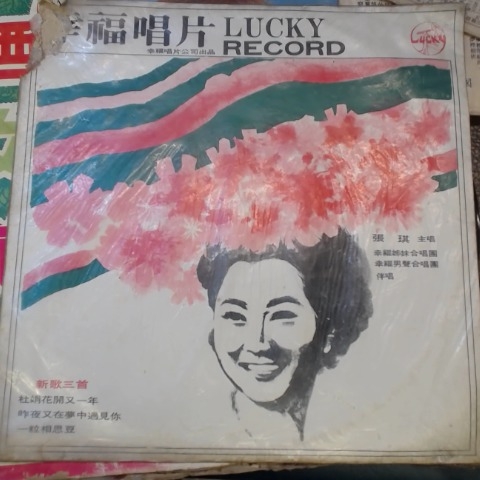 幸福唱片 LUCKY
幸福唱片公司出品 RECORD
Lucky
張琪 主唱
幸福姊妹合唱團
幸福男聲合唱團
伴唱
新歌三首
杜鵑花開又一年
昨夜又在夢中遇見你
一粒相思豆